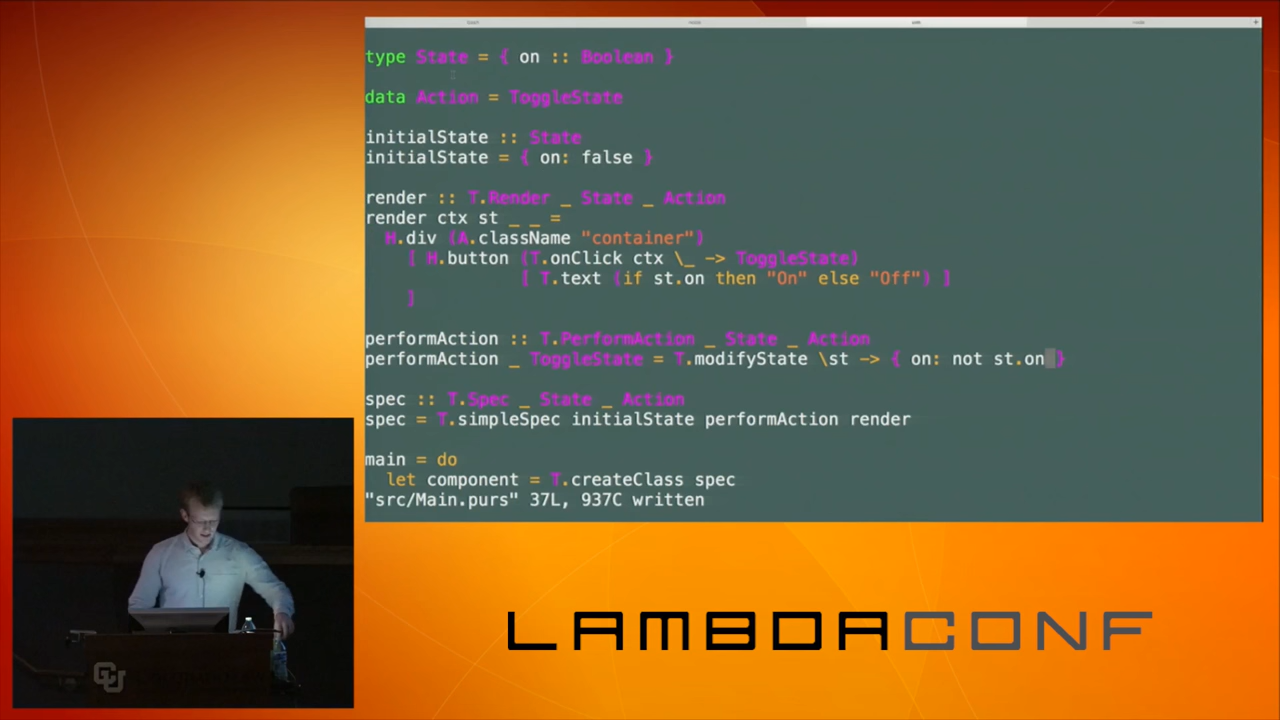 type State = { on :: Boolean }
data Action = ToggleState
initialState :: State
initialState = { on: false }
render :: T.Render _ State _ Action
render ctx st _ _ =
H.div (A.className "container")
[ H.button (T.onClick ctx \_ -> ToggleState)
[ T.text (if st.on then "On" else "Off") ]
]
performAction :: T.PerformAction _ State _ Action
performAction _ ToggleState = T.modifyState \st -> { on: not st.on }
spec :: T.Spec _ State _ Action
spec = T.simpleSpec initialState performAction render
main = do
let component = T.createClass spec
"src/Main.purs" 37L, 937C written
LAMBDACONF
CU